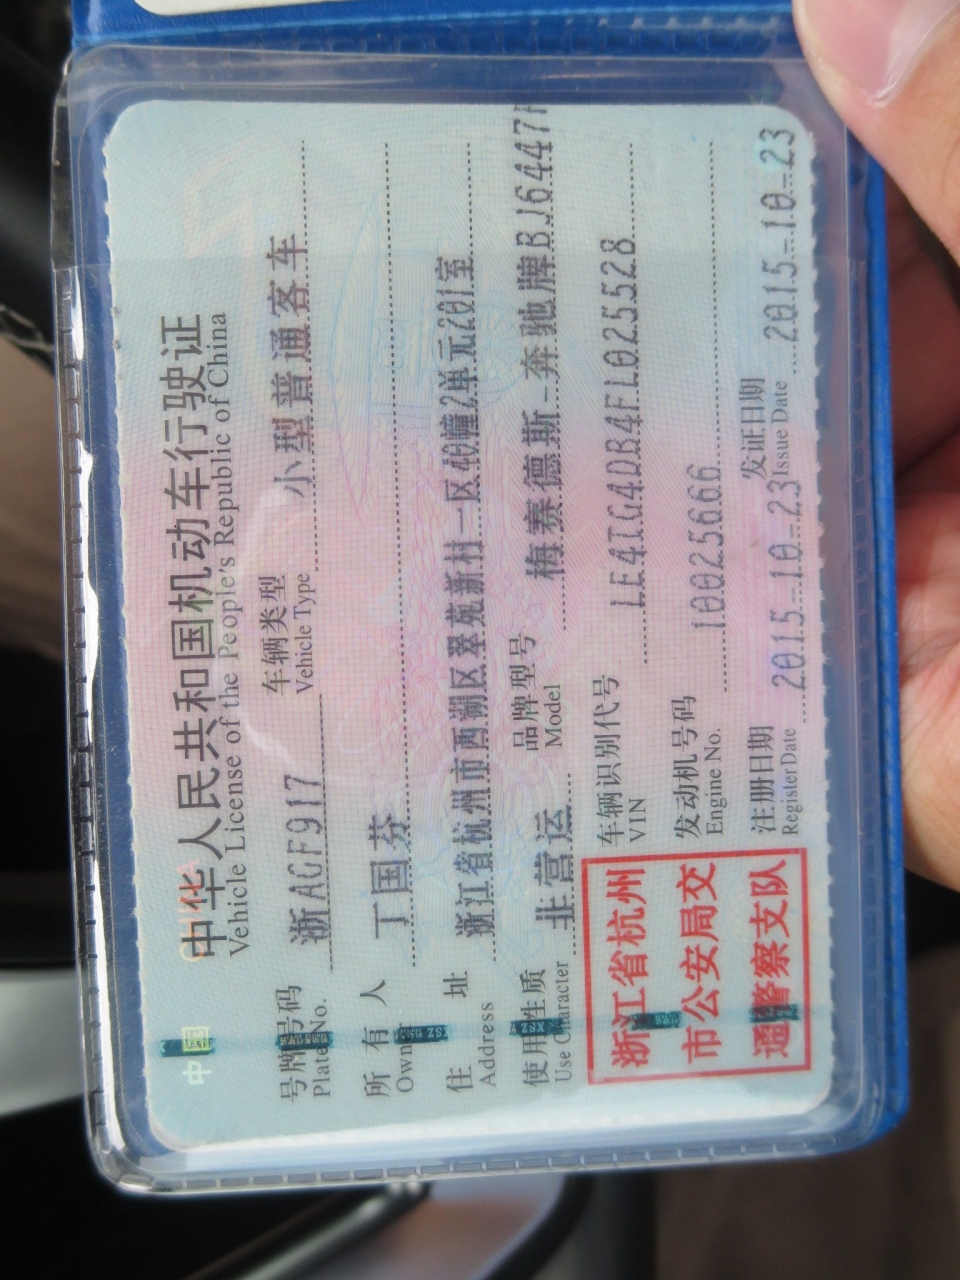 中华人民共和国机动车行驶证
Vehicle License of the People's Republic of China
号牌号码 浙AGF917 车辆类型 小型普通客车
Plate No. Vehicle Type
所有人 丁国芬
Owner
住址 浙江省杭州市西湖区翠苑新村一区40幢2单元201室
Address
使用性质 非营运 品牌型号 梅赛德斯-奔驰牌BJ6447
Use Character Model
浙江省杭州市公安局交通警察支队
车辆识别代号 LE4IG4DB4FL025528
VIN
发动机号码 10025666
Engine No.
注册日期 2015-10-23 发证日期 2015-10-23
Register Date Issue Date
中国